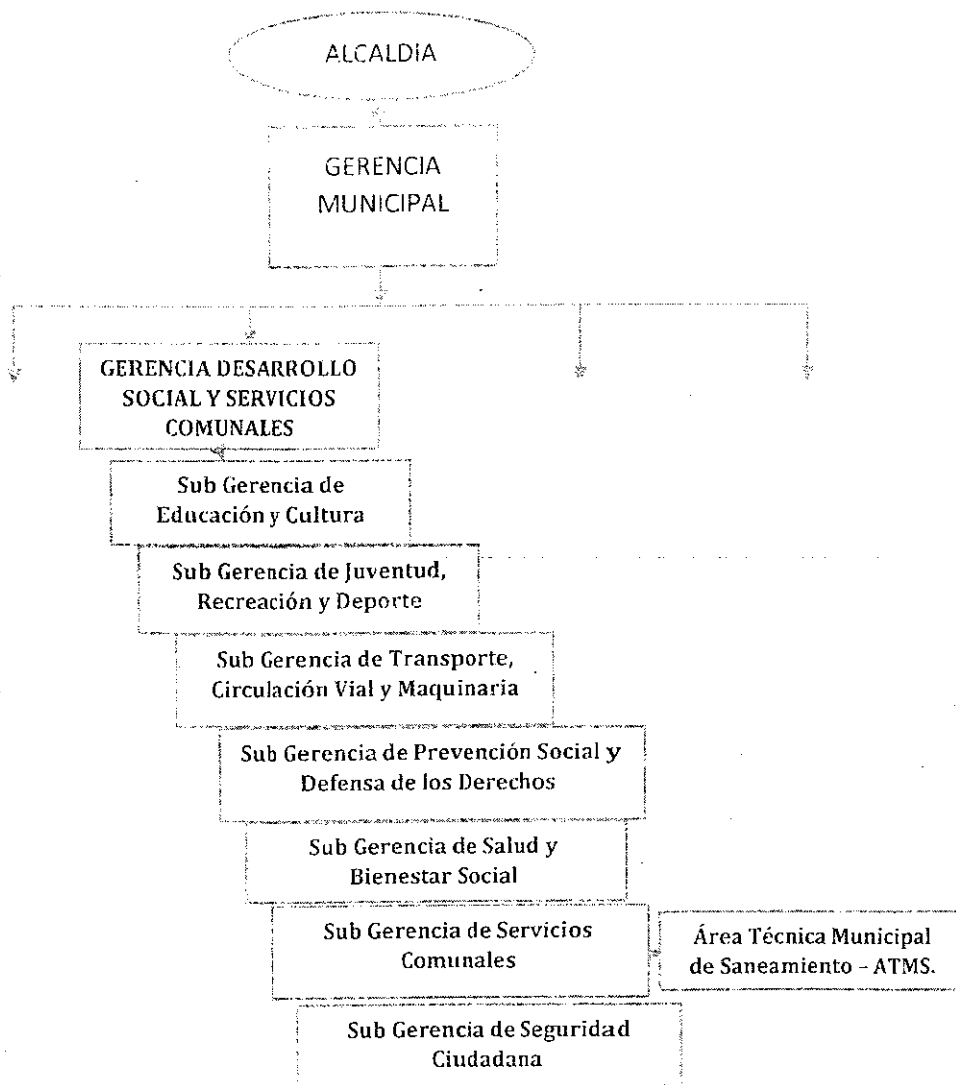 ALCALDIA
GERENCIA
MUNICIPAL
GERENCIA DESARROLLO
SOCIAL Y SERVICIOS
COMUNALES
Sub Gerencia de
Educación y Cultura
Sub Gerencia de Juventud,
Recreación y Deporte
Sub Gerencia de Transporte,
Circulación Vial y Maquinaria
Sub Gerencia de Prevención Social y
Defensa de los Derechos
Sub Gerencia de Salud y
Bienestar Social
Sub Gerencia de Servicios
Comunales
Área Técnica Municipal
de Saneamiento – ATMS.
Sub Gerencia de Seguridad
Ciudadana